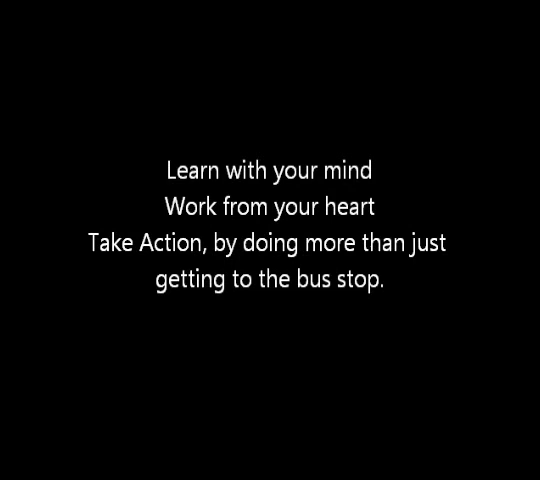 Learn with your mind
Work from your heart
Take Action, by doing more than just
getting to the bus stop.